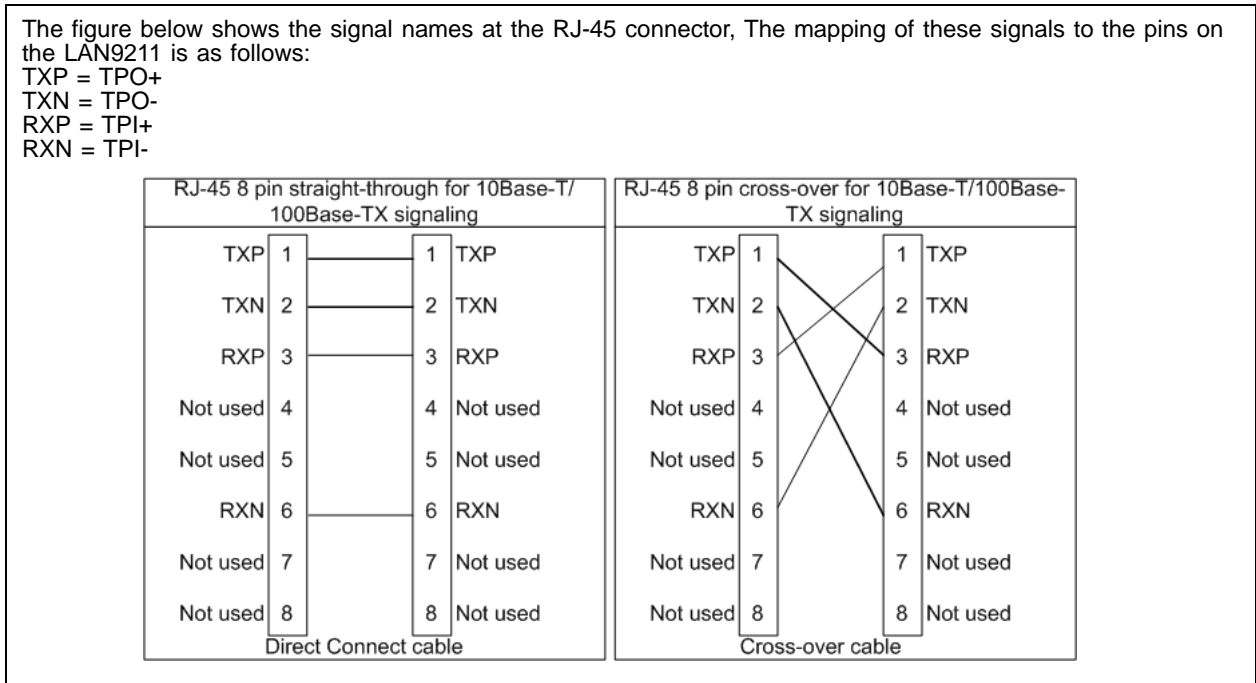 The figure below shows the signal names at the RJ-45 connector, The mapping of these signals to the pins on
the LAN9211 is as follows:
TXP = TPO+
TXN = TPO-
RXP = TPI+
RXN = TPI-
RJ-45 8 pin straight-through for 10Base-T/
100Base-TX signaling
TXP 1 1 TXP
TXN 2 2 TXN
RXP 3 3 RXP
Not used 4 4 Not used
Not used 5 5 Not used
RXN 6 6 RXN
Not used 7 7 Not used
Not used 8 8 Not used
Direct Connect cable
RJ-45 8 pin cross-over for 10Base-T/100Base-
TX signaling
TXP 1 1 TXP
TXN 2 2 TXN
RXP 3 3 RXP
Not used 4 4 Not used
Not used 5 5 Not used
RXN 6 6 RXN
Not used 7 7 Not used
Not used 8 8 Not used
Cross-over cable